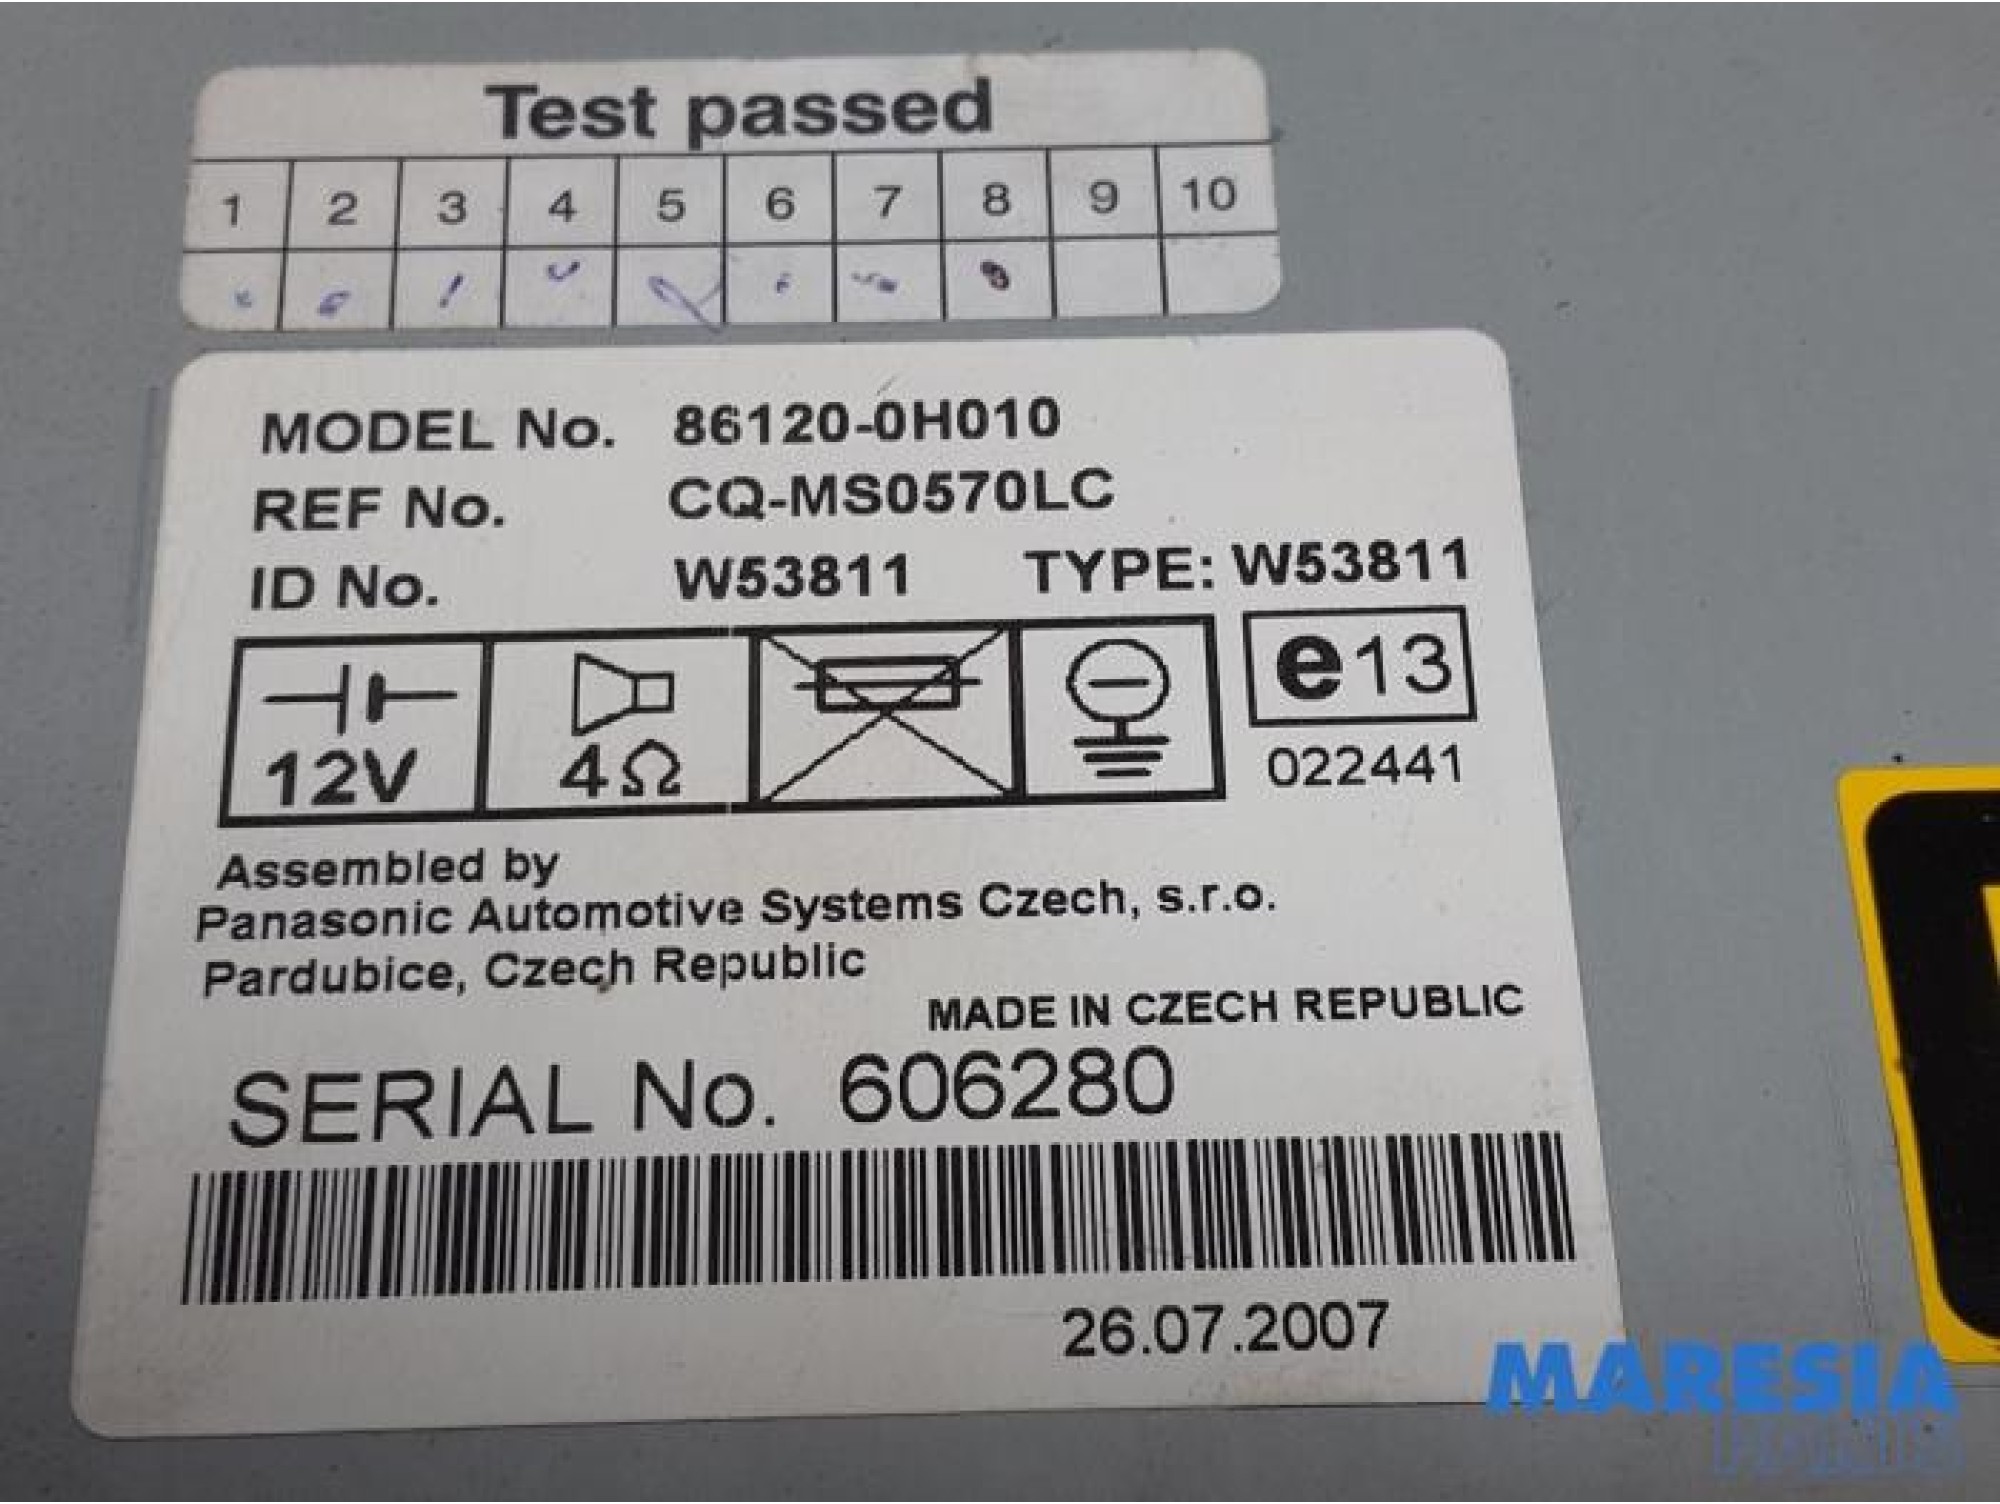 Test passed
1 2 3 4 5 6 7 8 9 10
MODEL No. 86120-0H010
REF No. CQ-MS0570LC
ID No. W53811 TYPE: W53811
12V 4Ω e13
022441
Assembled by
Panasonic Automotive Systems Czech, s.r.o.
Pardubice, Czech Republic
MADE IN CZECH REPUBLIC
SERIAL No. 606280
26.07.2007
MARESIA
PARTS